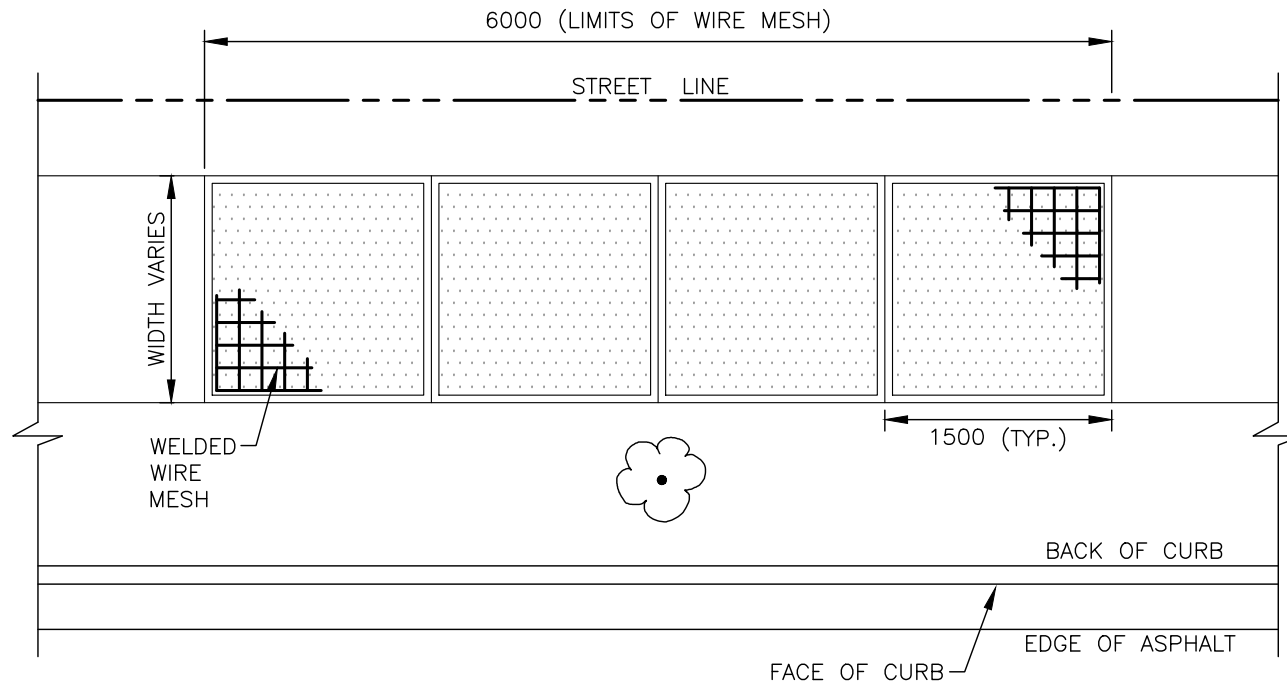 6000 (LIMITS OF WIRE MESH)
STREET LINE
WIDTH VARIES
1500 (TYP.)
WELDED
WIRE
MESH
BACK OF CURB
EDGE OF ASPHALT
FACE OF CURB